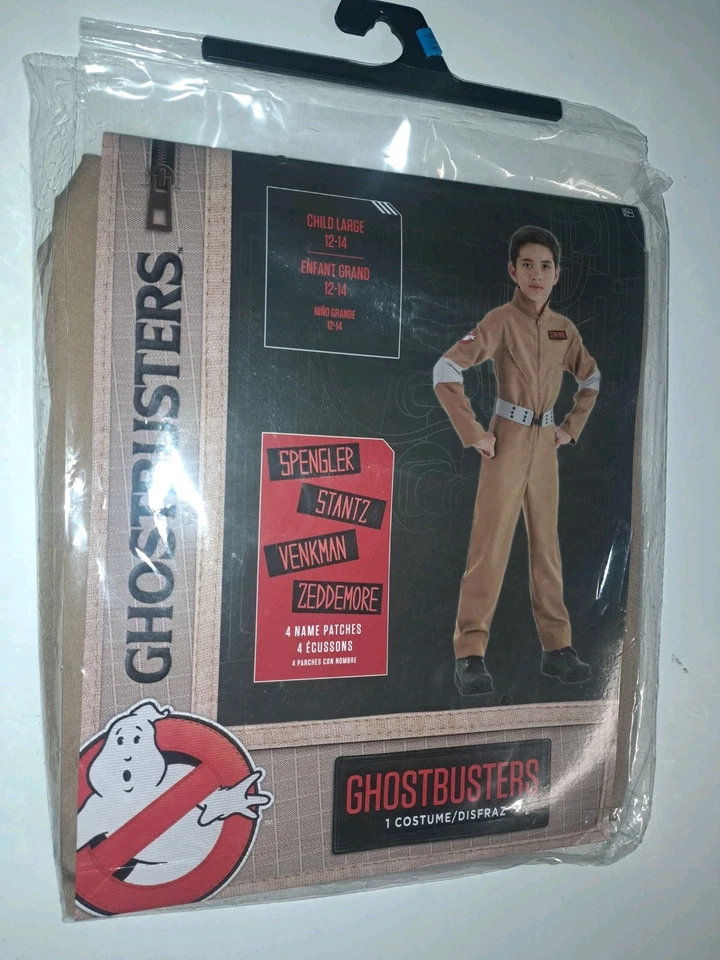 GHOSTBUSTERS™
CHILD LARGE
12-14
ENFANT GRAND
12-14
NIÑO GRANDE
12-14
SPENGLER
STANTZ
VENKMAN
ZEDDEMORE
4 NAME PATCHES
4 ÉCUSSONS
4 PARCHES CON NOMBRE
GHOSTBUSTERS
1 COSTUME/DISFRAZ